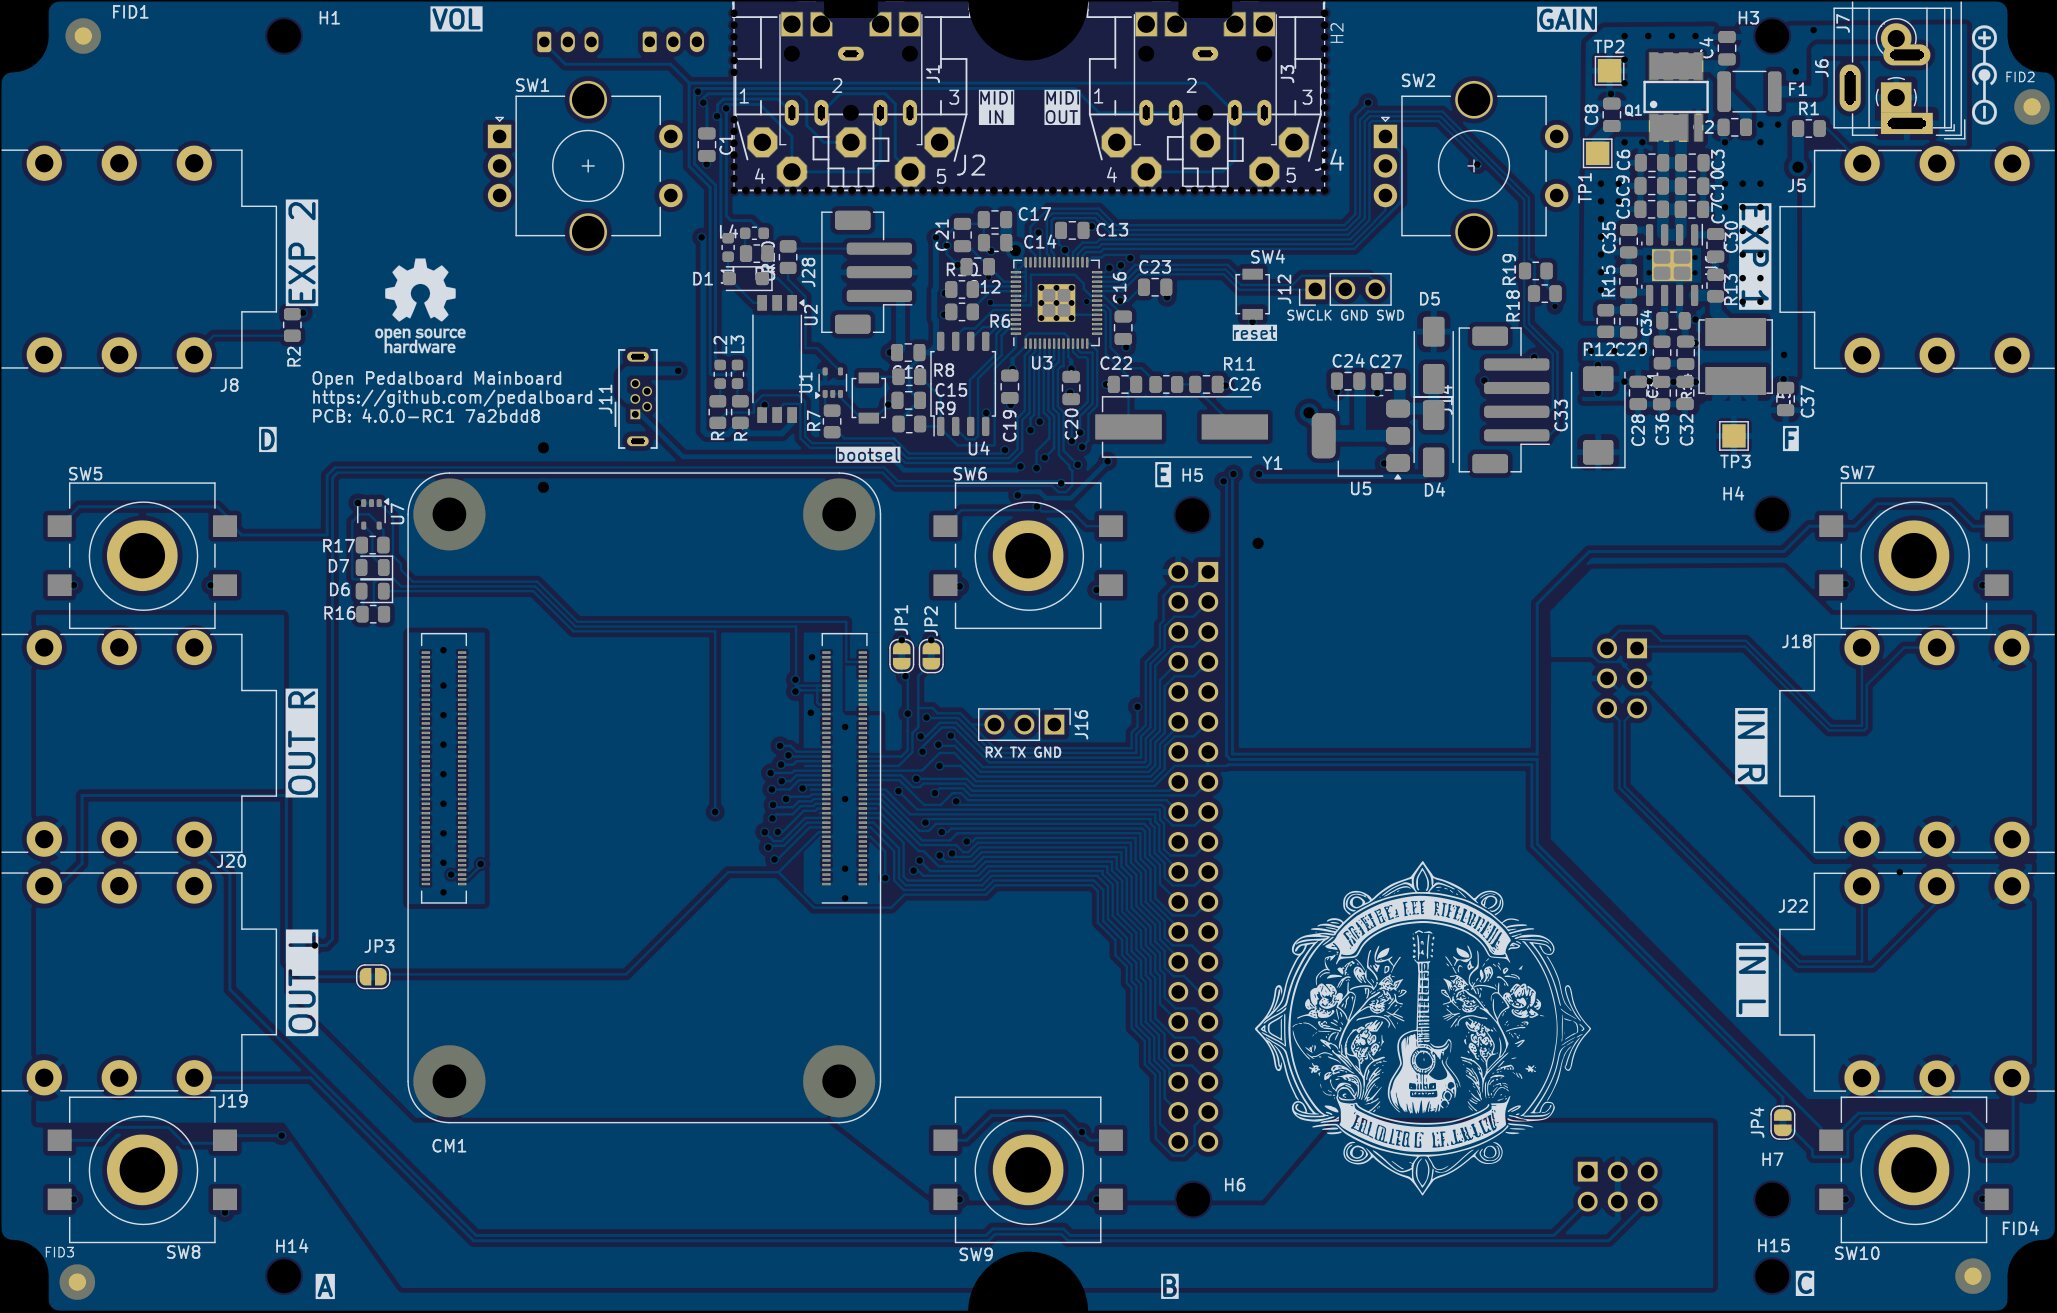 FID1
H1
VOL
GAIN
H3
J7
H2
TP2
C4
J6
FID2
SW1
J1
2
1
3
MIDI
IN
MIDI
OUT
J3
2
1
3
SW2
F1
Q1
C8
R1
C1
4
J2
5
4
5
TP1
C6
C3
C9
C10
C5
C7
J5
EXP 2
EXP 1
L4
C21
C17
C14
C13
C35
C30
D1
J28
U2
C23
SW4
J12
R19
R18
R15
R13
C16
R6
SWCLK GND SWD
reset
D5
C34
open source
hardware
R2
L2
L3
U3
J8
Open Pedalboard Mainboard
https://github.com/pedalboard
PCB: 4.0.0-RC1 7a2bdd8
J11
U1
R8
C15
R9
C22
R11
C26
C24
C27
C33
C37
R7
C19
C20
C28
C36
C32
D
bootsel
U4
E
H5
Y1
U5
D4
TP3
F
SW5
SW6
SW7
H4
U7
R17
D7
D6
R16
JP1
JP2
J18
OUT R
J16
RX TX GND
IN R
J20
J22
OUT L
JP3
IN L
J19
CM1
JP4
H7
H6
FID3
SW8
H14
SW9
FID4
H15
SW10
A
B
C